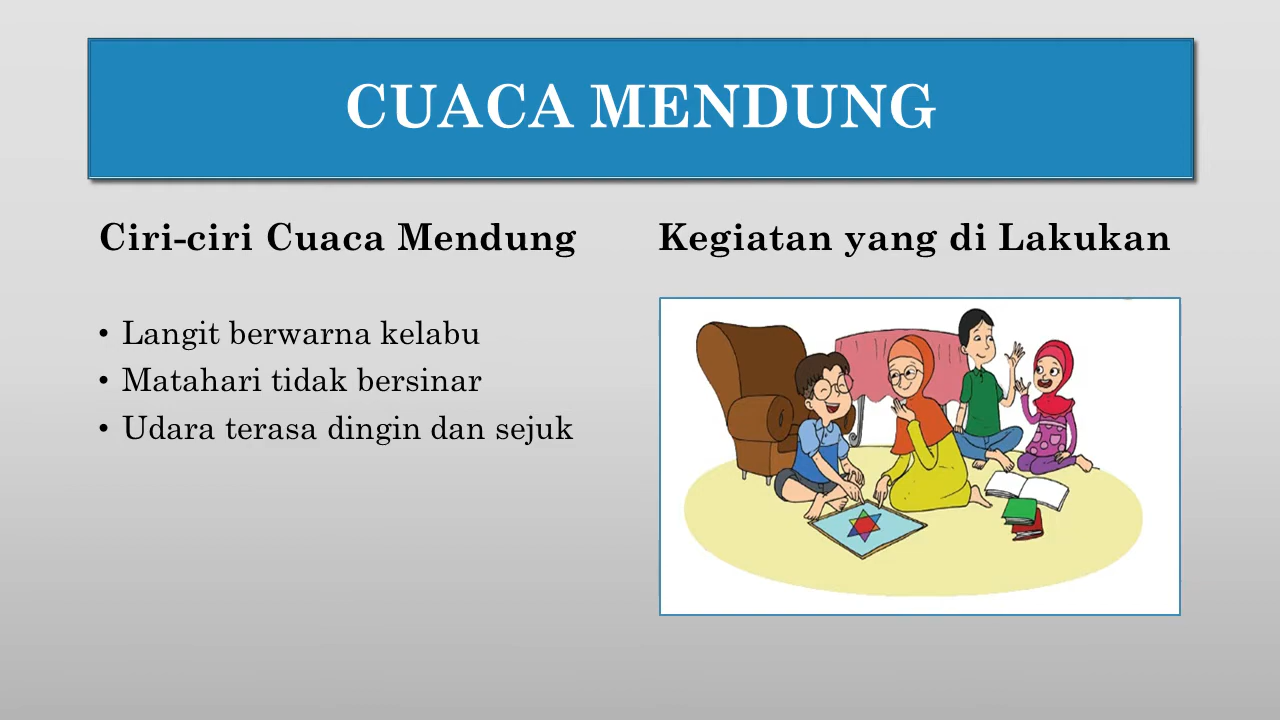 CUACA MENDUNG
Ciri-ciri Cuaca Mendung
• Langit berwarna kelabu
• Matahari tidak bersinar
• Udara terasa dingin dan sejuk
Kegiatan yang di Lakukan